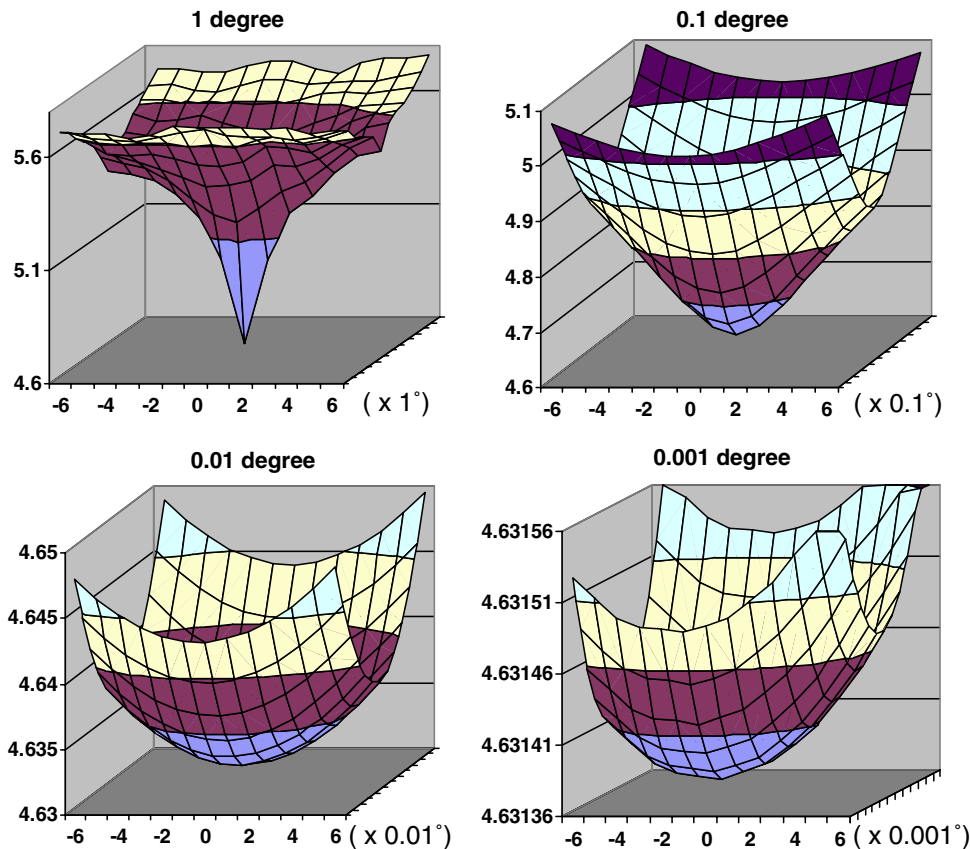 1 degree
5.6
5.1
4.6
-6 -4 -2 0 2 4 6 ( x 1˚)
0.1 degree
5.1
5
4.9
4.8
4.7
4.6
-6 -4 -2 0 2 4 6 ( x 0.1˚)
0.01 degree
4.65
4.645
4.64
4.635
4.63
-6 -4 -2 0 2 4 6 ( x 0.01˚)
0.001 degree
4.63156
4.63151
4.63146
4.63141
4.63136
-6 -4 -2 0 2 4 6 ( x 0.001˚)